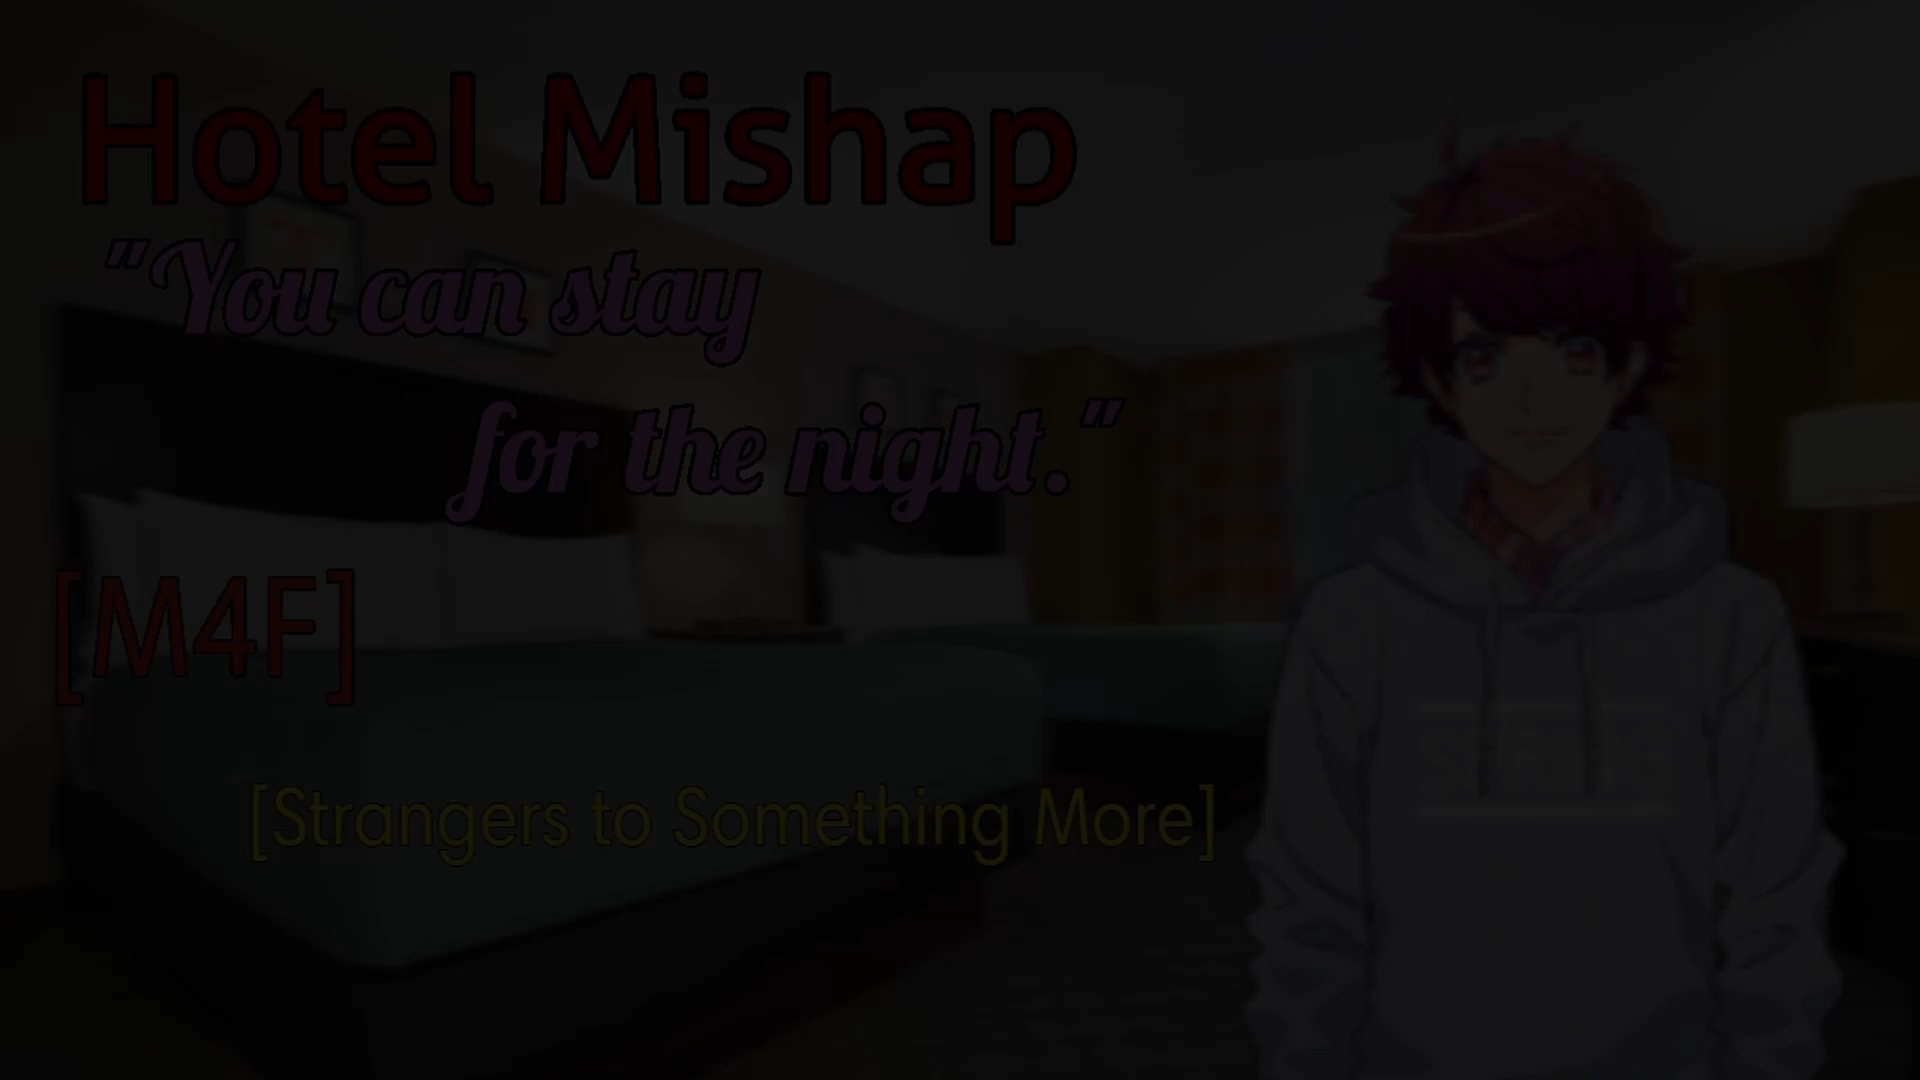 Hotel Mishap
"You can stay
for the night."
[M4F]
[Strangers to Something More]